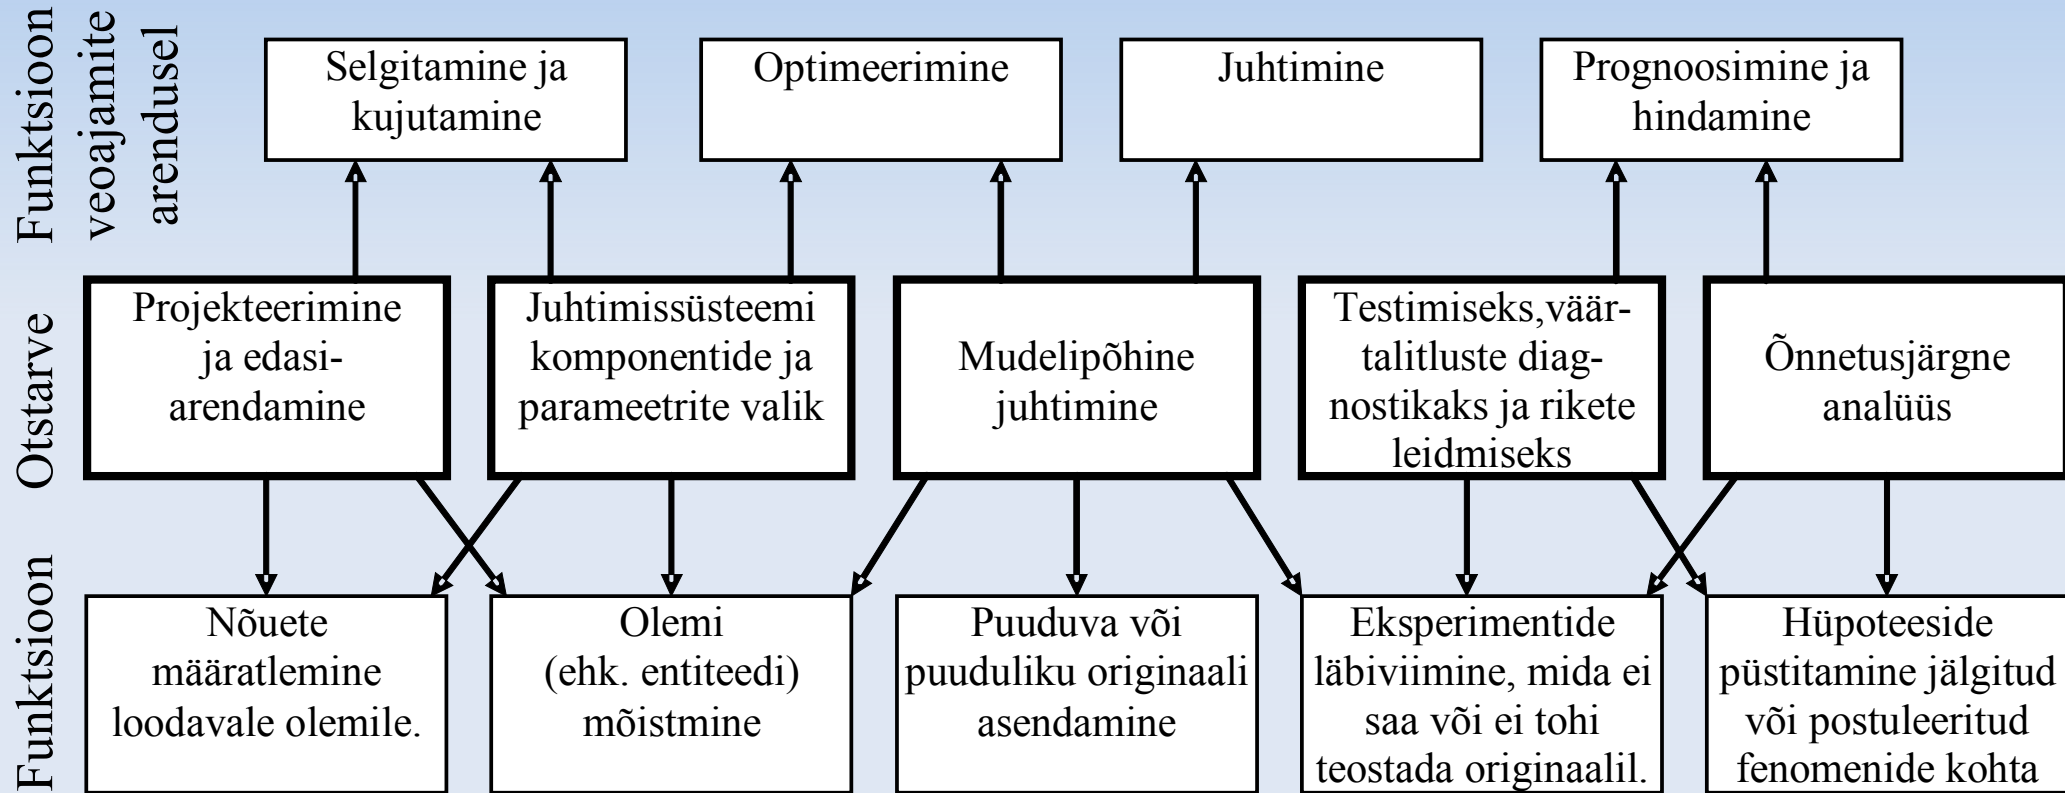 Funktsioon
veoajamite
arendusel
Selgitamine ja
kujutamine
Optimeerimine
Juhtimine
Prognoosimine ja
hindamine
Otstarve
Projekteerimine
ja edasi-
arendamine
Juhtimissüsteemi
komponentide ja
parameetrite valik
Mudelipõhine
juhtimine
Testimiseks,väär-
talitluste diag-
nostikaks ja rikete
leidmiseks
Õnnetusjärgne
analüüs
Funktsioon
Nõuete
määratlemine
loodavale olemile.
Olemi
(ehk. entiteedi)
mõistmine
Puuduva või
puuduliku originaali
asendamine
Eksperimentide
läbiviimine, mida ei
saa või ei tohi
teostada originaalil.
Hüpoteeside
püstitamine jälgitud
või postuleeritud
fenomenide kohta